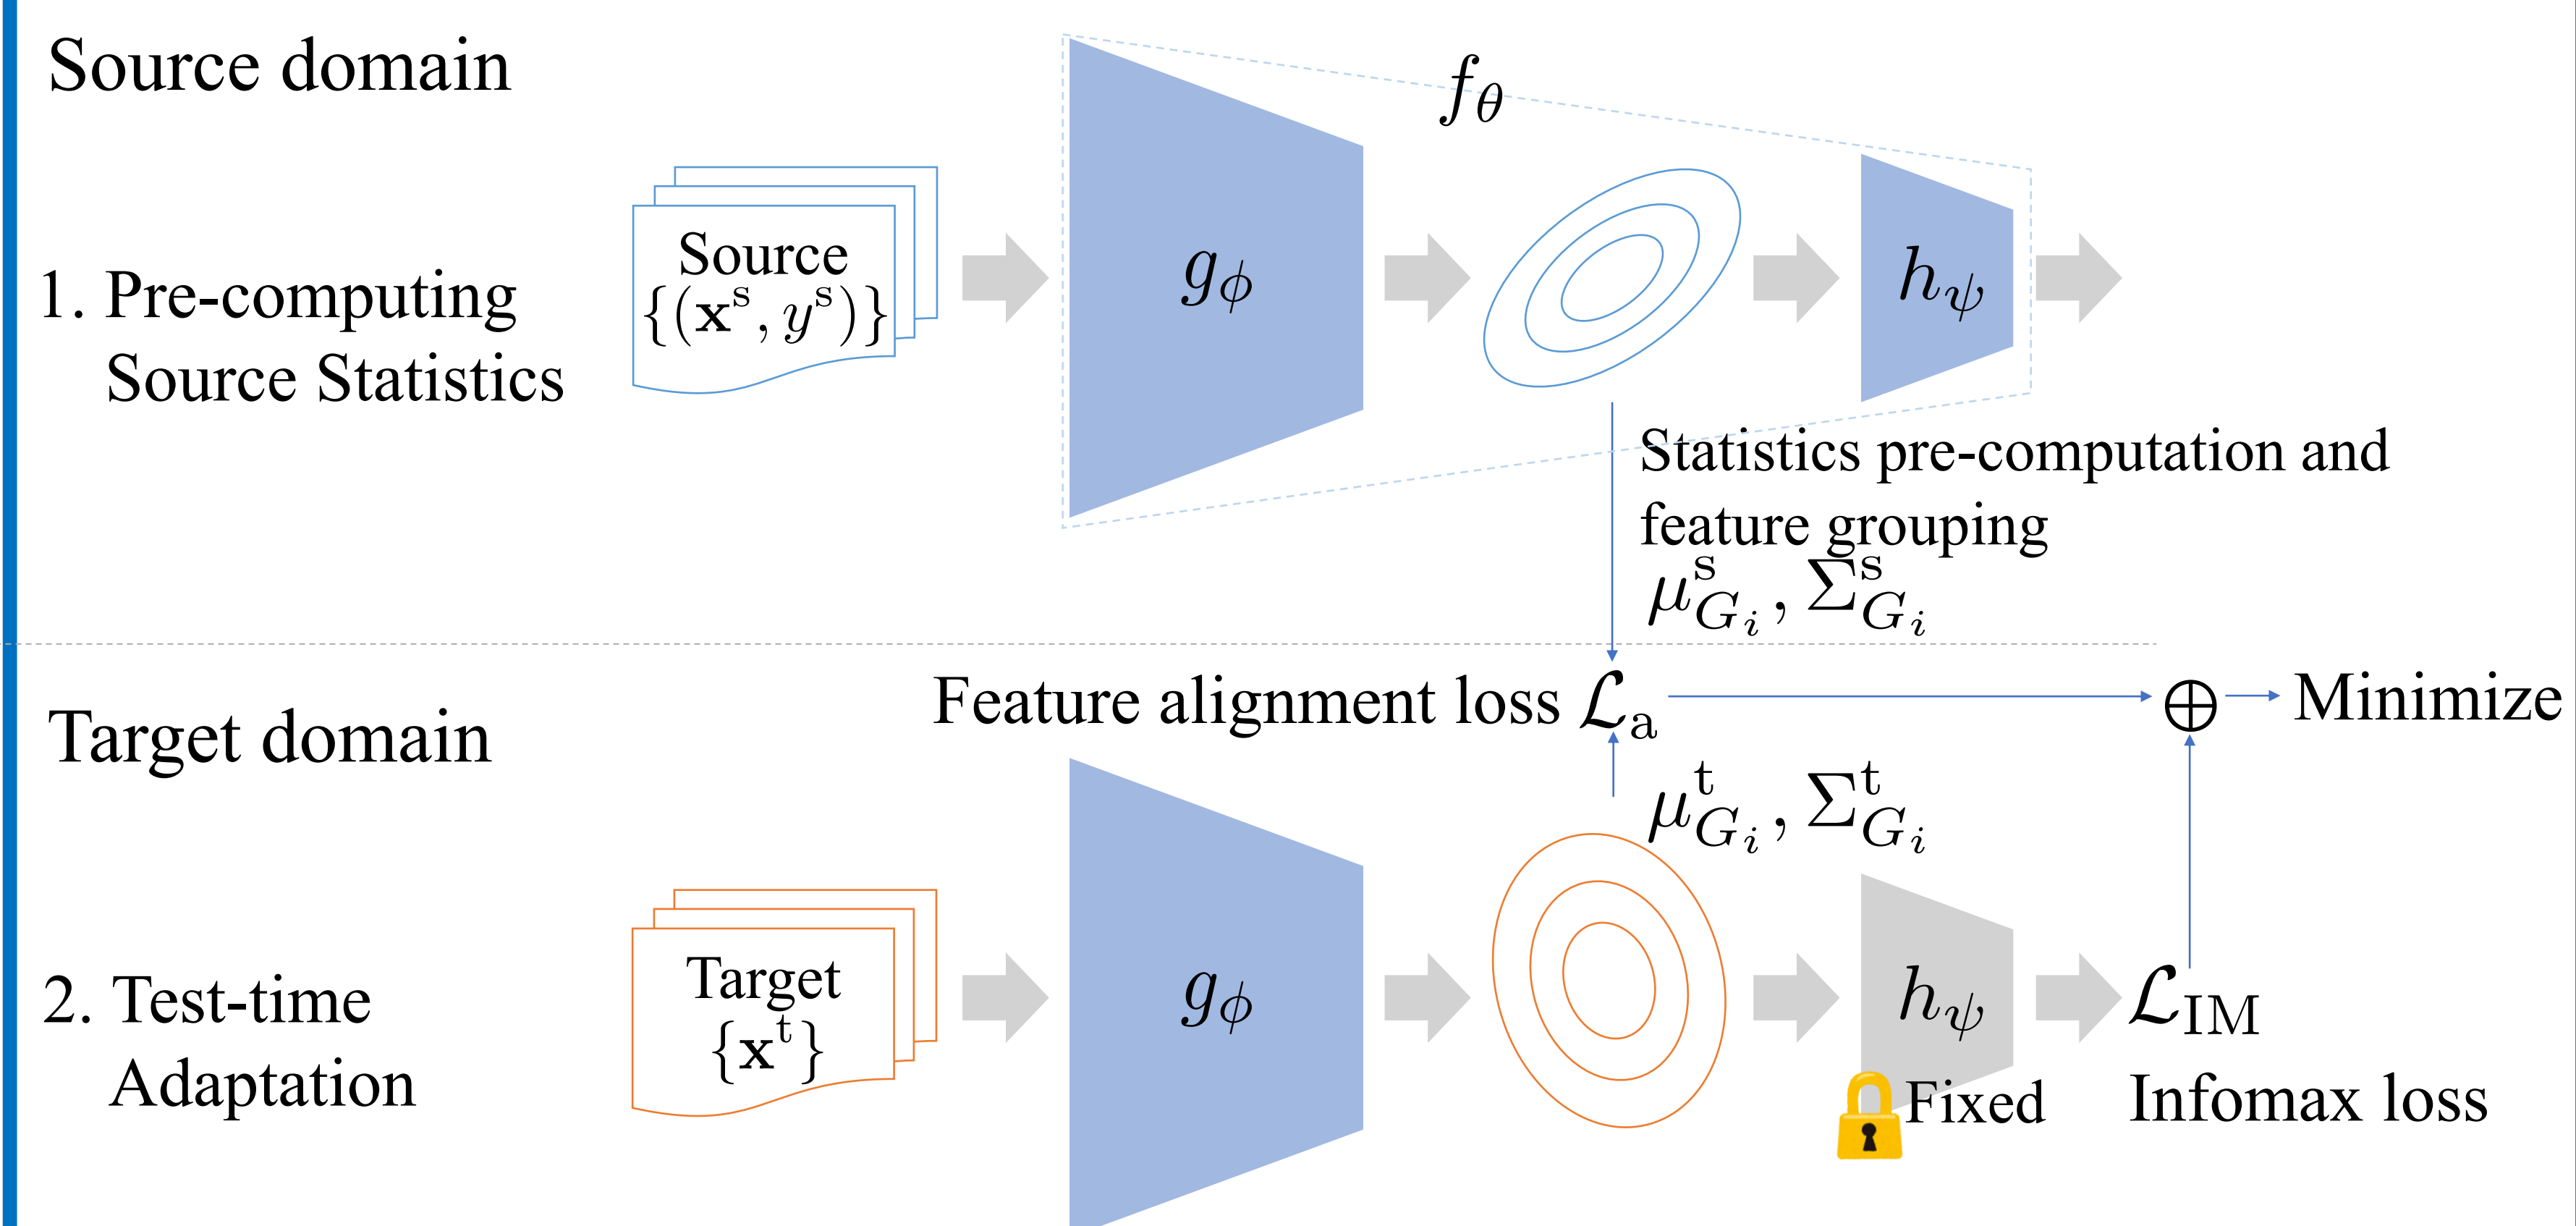 Source domain
f_θ
1. Pre-computing
Source Statistics
Source
{(x^s, y^s)}
g_ϕ
h_ψ
Statistics pre-computation and
feature grouping
μ^s_{G_i}, Σ^s_{G_i}
Feature alignment loss ℒ_a
⊕
Minimize
Target domain
μ^t_{G_i}, Σ^t_{G_i}
2. Test-time
Adaptation
Target
{x^t}
g_ϕ
h_ψ
Fixed
ℒ_IM
Infomax loss